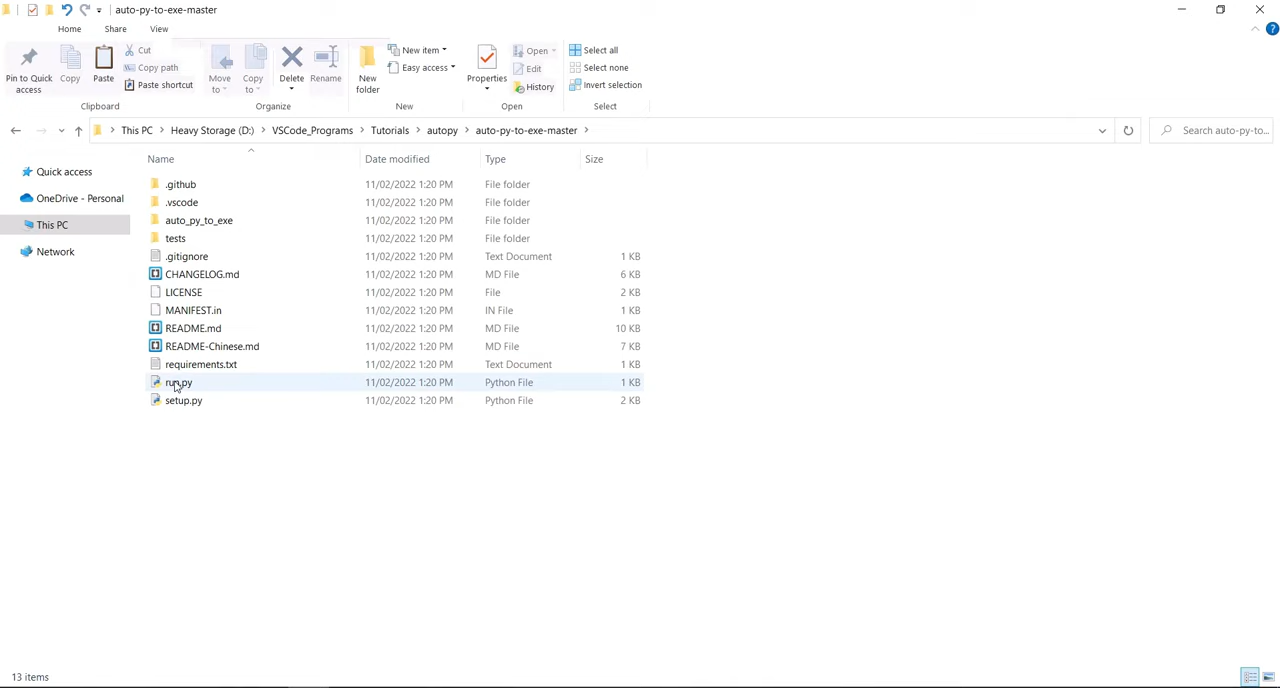 auto-py-to-exe-master
Home Share View
Pin to Quick access
Copy
Paste
Cut
Copy path
Paste shortcut
Move to
Copy to
Delete
Rename
New folder
New item
Easy access
Properties
Open
Edit
History
Select all
Select none
Invert selection
Clipboard Organize New Open Select
This PC > Heavy Storage (D:) > VSCode_Programs > Tutorials > autopy > auto-py-to-exe-master >
Search auto-py-to...
Name Date modified Type Size
Quick access
OneDrive - Personal
This PC
Network
.github 11/02/2022 1:20 PM File folder
.vscode 11/02/2022 1:20 PM File folder
auto_py_to_exe 11/02/2022 1:20 PM File folder
tests 11/02/2022 1:20 PM File folder
.gitignore 11/02/2022 1:20 PM Text Document 1 KB
CHANGELOG.md 11/02/2022 1:20 PM MD File 6 KB
LICENSE 11/02/2022 1:20 PM File 2 KB
MANIFEST.in 11/02/2022 1:20 PM IN File 1 KB
README.md 11/02/2022 1:20 PM MD File 10 KB
README-Chinese.md 11/02/2022 1:20 PM MD File 7 KB
requirements.txt 11/02/2022 1:20 PM Text Document 1 KB
run.py 11/02/2022 1:20 PM Python File 1 KB
setup.py 11/02/2022 1:20 PM Python File 2 KB
13 items